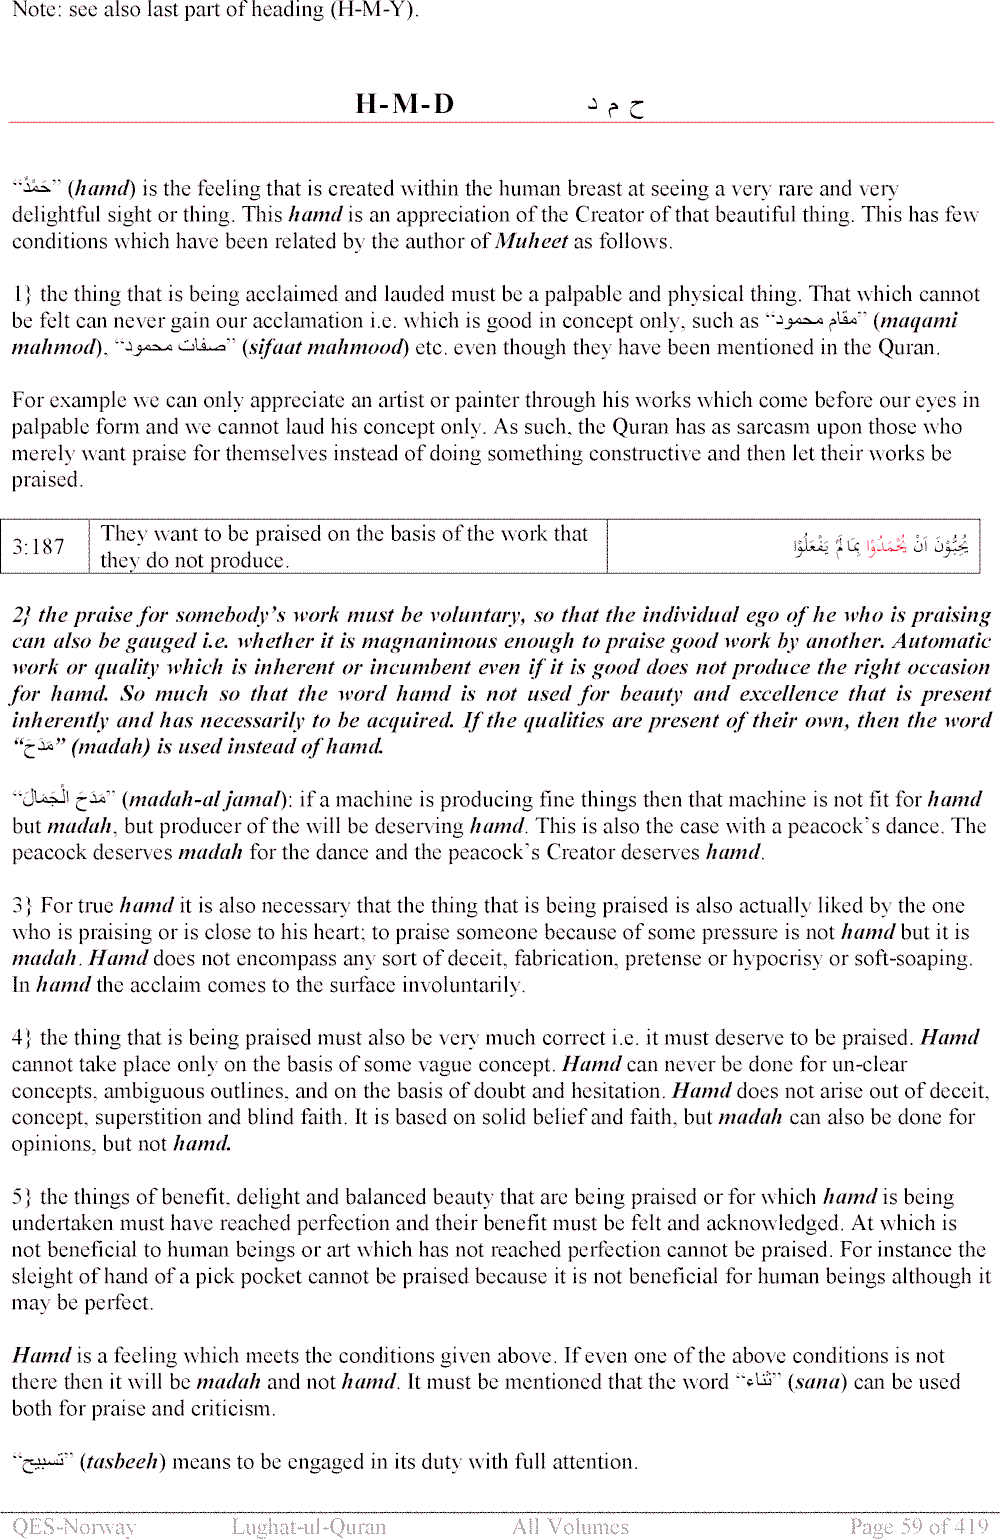 Note: see also last part of heading (H-M-Y).
H-M-D ح م د
“حَمْدٌ” (hamd) is the feeling that is created within the human breast at seeing a very rare and very
delightful sight or thing. This hamd is an appreciation of the Creator of that beautiful thing. This has few
conditions which have been related by the author of Muheet as follows.
1} the thing that is being acclaimed and lauded must be a palpable and physical thing. That which cannot
be felt can never gain our acclamation i.e. which is good in concept only, such as “مقام محمود” (maqami
mahmod), “صفات محمود” (sifaat mahmood) etc. even though they have been mentioned in the Quran.
For example we can only appreciate an artist or painter through his works which come before our eyes in
palpable form and we cannot laud his concept only. As such, the Quran has as sarcasm upon those who
merely want praise for themselves instead of doing something constructive and then let their works be
praised.
3:187 They want to be praised on the basis of the work that يُحِبُّوْنَ اَنْ يُّحْمَدُوْا بِمَا لَمْ يَفْعَلُوْا
they do not produce.
2} the praise for somebody’s work must be voluntary, so that the individual ego of he who is praising
can also be gauged i.e. whether it is magnanimous enough to praise good work by another. Automatic
work or quality which is inherent or incumbent even if it is good does not produce the right occasion
for hamd. So much so that the word hamd is not used for beauty and excellence that is present
inherently and has necessarily to be acquired. If the qualities are present of their own, then the word
“مَدَحَ” (madah) is used instead of hamd.
“مَدَحَ الْجَمَالَ” (madah-al jamal): if a machine is producing fine things then that machine is not fit for hamd
but madah, but producer of the will be deserving hamd. This is also the case with a peacock’s dance. The
peacock deserves madah for the dance and the peacock’s Creator deserves hamd.
3} For true hamd it is also necessary that the thing that is being praised is also actually liked by the one
who is praising or is close to his heart; to praise someone because of some pressure is not hamd but it is
madah. Hamd does not encompass any sort of deceit, fabrication, pretense or hypocrisy or soft-soaping.
In hamd the acclaim comes to the surface involuntarily.
4} the thing that is being praised must also be very much correct i.e. it must deserve to be praised. Hamd
cannot take place only on the basis of some vague concept. Hamd can never be done for un-clear
concepts, ambiguous outlines, and on the basis of doubt and hesitation. Hamd does not arise out of deceit,
concept, superstition and blind faith. It is based on solid belief and faith, but madah can also be done for
opinions, but not hamd.
5} the things of benefit, delight and balanced beauty that are being praised or for which hamd is being
undertaken must have reached perfection and their benefit must be felt and acknowledged. At which is
not beneficial to human beings or art which has not reached perfection cannot be praised. For instance the
sleight of hand of a pick pocket cannot be praised because it is not beneficial for human beings although it
may be perfect.
Hamd is a feeling which meets the conditions given above. If even one of the above conditions is not
there then it will be madah and not hamd. It must be mentioned that the word “ثَناء” (sana) can be used
both for praise and criticism.
“تسبيح” (tasbeeh) means to be engaged in its duty with full attention.
QES-Norway Lughat-ul-Quran All Volumes Page 59 of 419